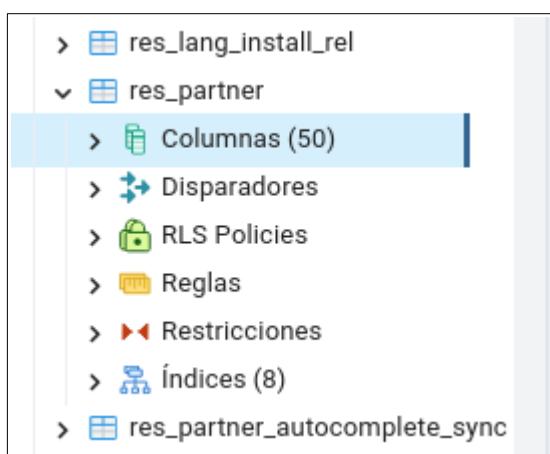 res_lang_install_rel
res_partner
Columnas (50)
Disparadores
RLS Policies
Reglas
Restricciones
Índices (8)
res_partner_autocomplete_sync